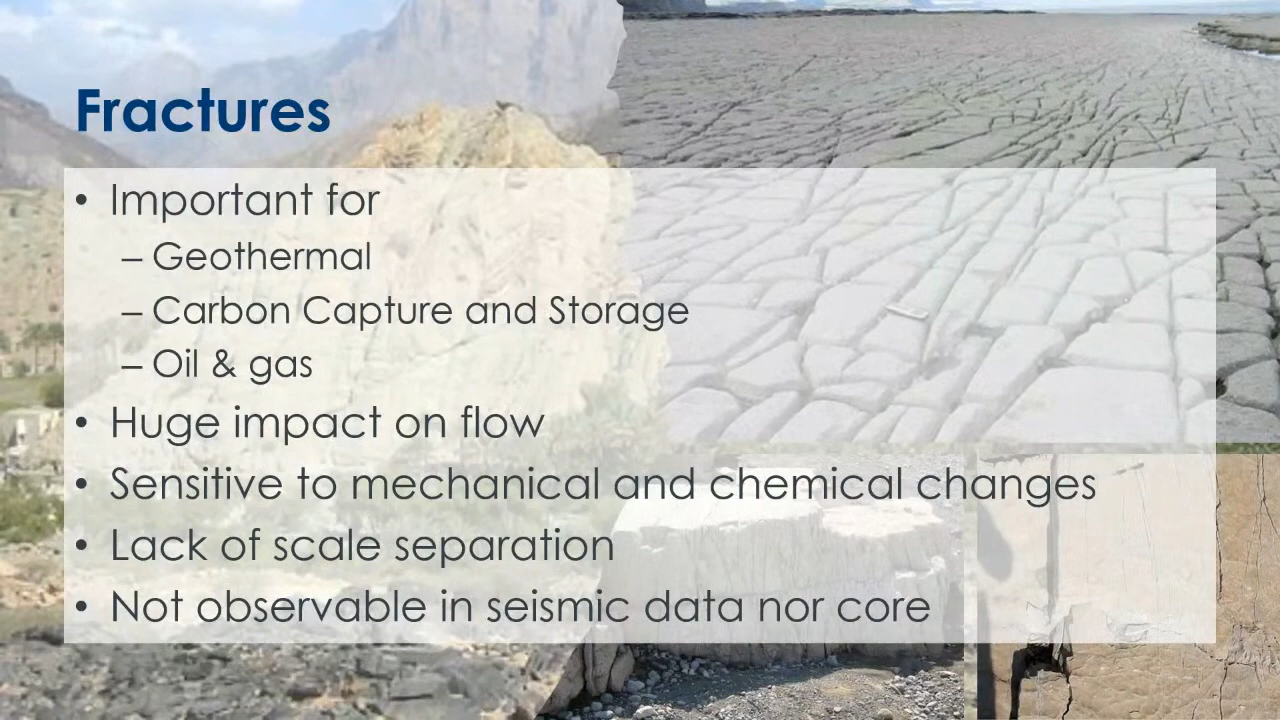 Fractures
• Important for
– Geothermal
– Carbon Capture and Storage
– Oil & gas
• Huge impact on flow
• Sensitive to mechanical and chemical changes
• Lack of scale separation
• Not observable in seismic data nor core